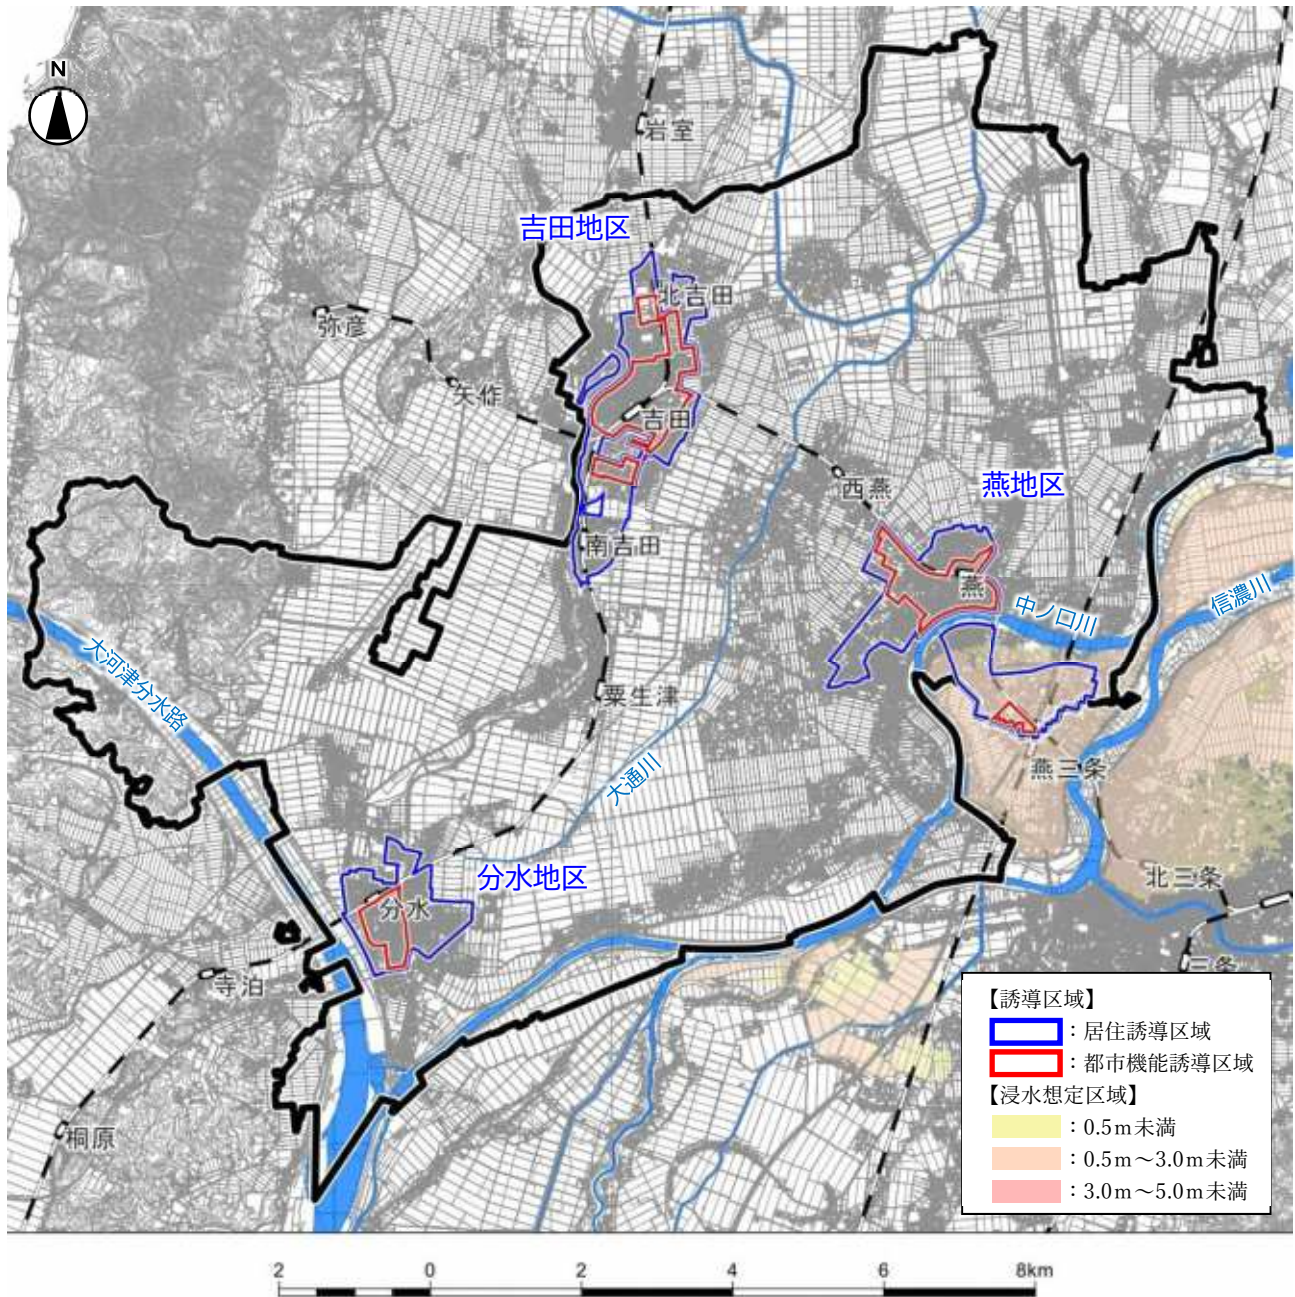 N
岩室
吉田地区
北吉田
弥彦
矢作
吉田
西燕
燕地区
南吉田
燕
中ノ口川
信濃川
大河津分水路
粟生津
大通川
燕三条
分水地区
北三条
分水
三条
寺泊
桐原
【誘導区域】
：居住誘導区域
：都市機能誘導区域
【浸水想定区域】
：0.5m未満
：0.5m～3.0m未満
：3.0m～5.0m未満
2 0 2 4 6 8km